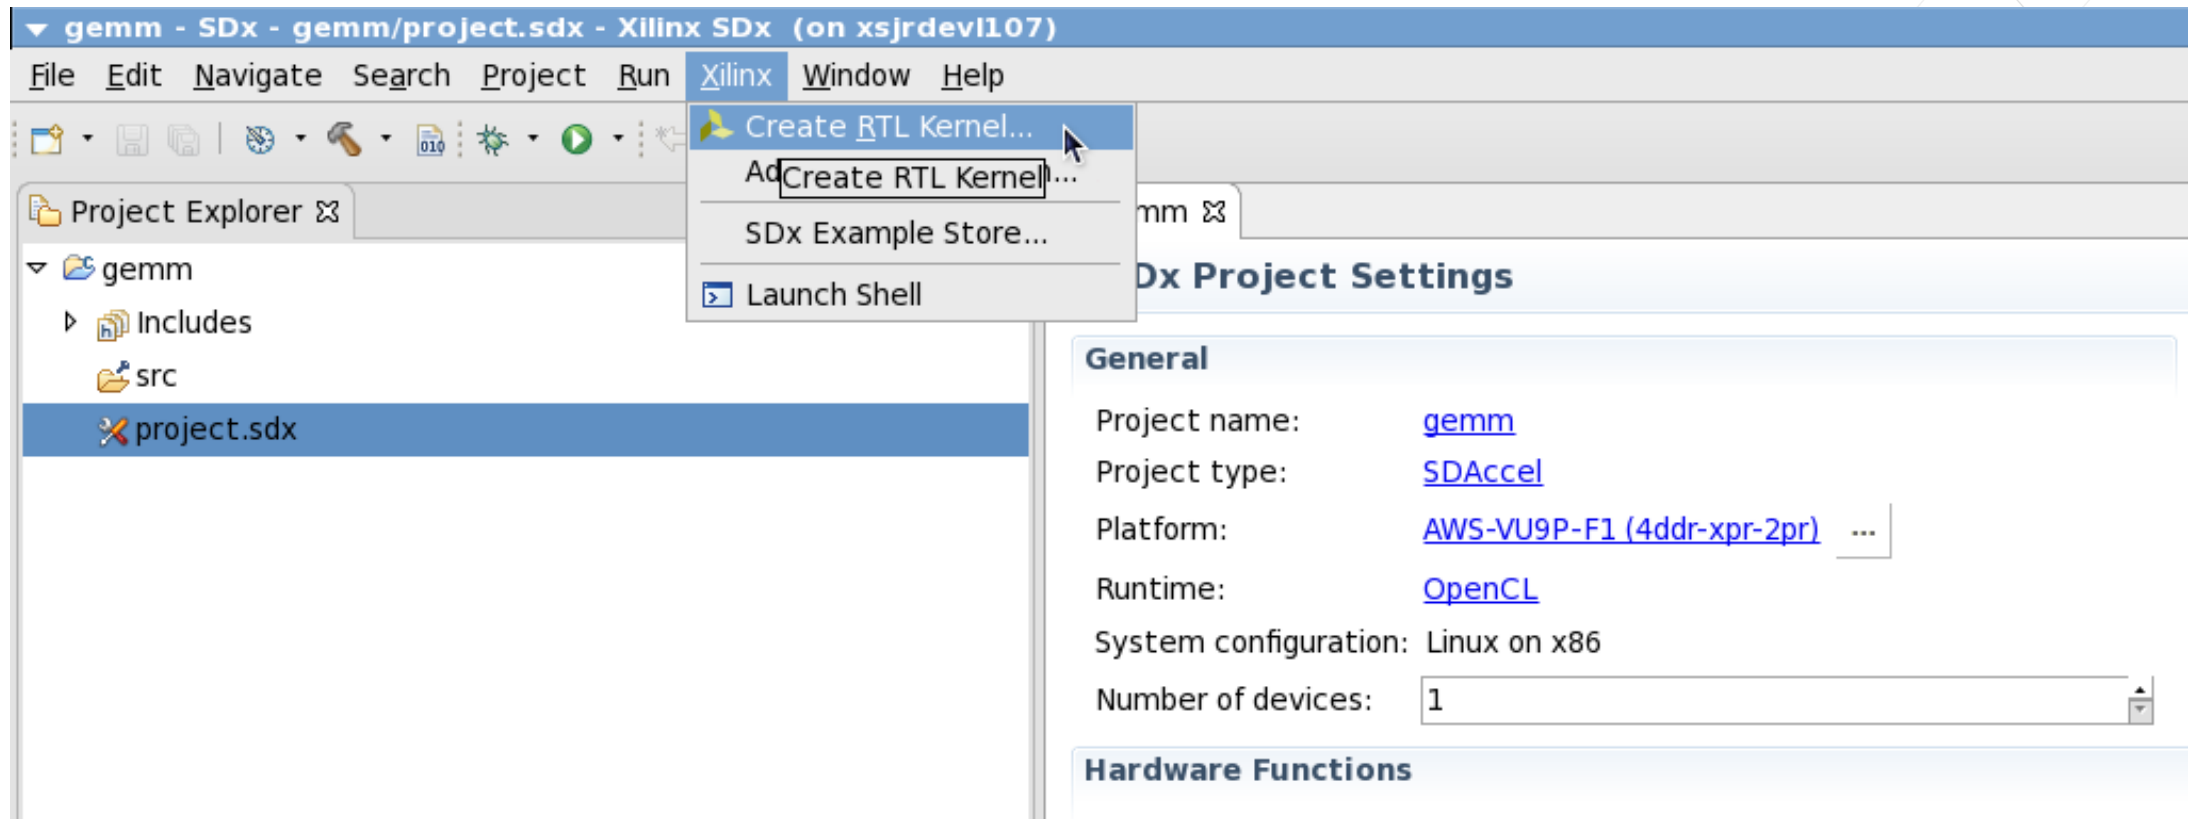 gemm - SDx - gemm/project.sdx - Xilinx SDx (on xsjrdevl107)
File Edit Navigate Search Project Run Xilinx Window Help
Create RTL Kernel...
Create RTL Kernel
SDx Example Store...
Launch Shell
010
Project Explorer
gemm
Includes
src
project.sdx
mm
Dx Project Settings
General
Project name: gemm
Project type: SDAccel
Platform: AWS-VU9P-F1 (4ddr-xpr-2pr) ...
Runtime: OpenCL
System configuration: Linux on x86
Number of devices: 1
Hardware Functions